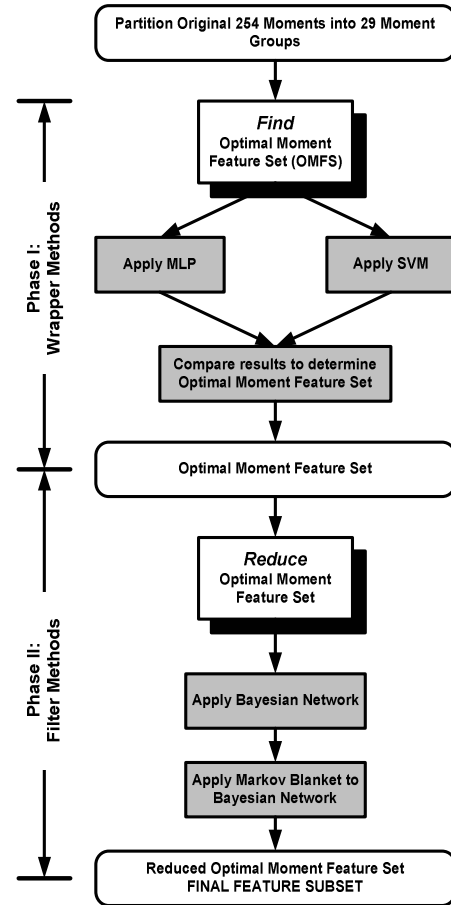 Partition Original 254 Moments into 29 Moment
Groups
Phase I:
Wrapper Methods
Find
Optimal Moment
Feature Set (OMFS)
Apply MLP
Apply SVM
Compare results to determine
Optimal Moment Feature Set
Optimal Moment Feature Set
Phase II:
Filter Methods
Reduce
Optimal Moment
Feature Set
Apply Bayesian Network
Apply Markov Blanket to
Bayesian Network
Reduced Optimal Moment Feature Set
FINAL FEATURE SUBSET